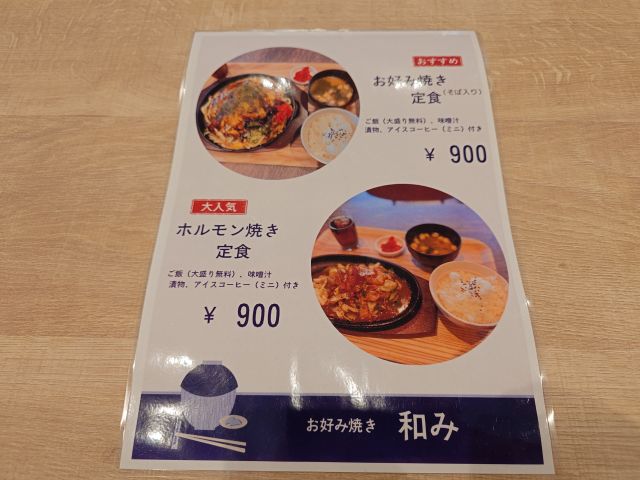 おすすめ
お好み焼き
定食(そば入り)
ご飯(大盛り無料)、味噌汁
漬物、アイスコーヒー(ミニ)付き
¥ 900
大人気
ホルモン焼き
定食
ご飯(大盛り無料)、味噌汁
漬物、アイスコーヒー(ミニ)付き
¥ 900
お好み焼き 和み